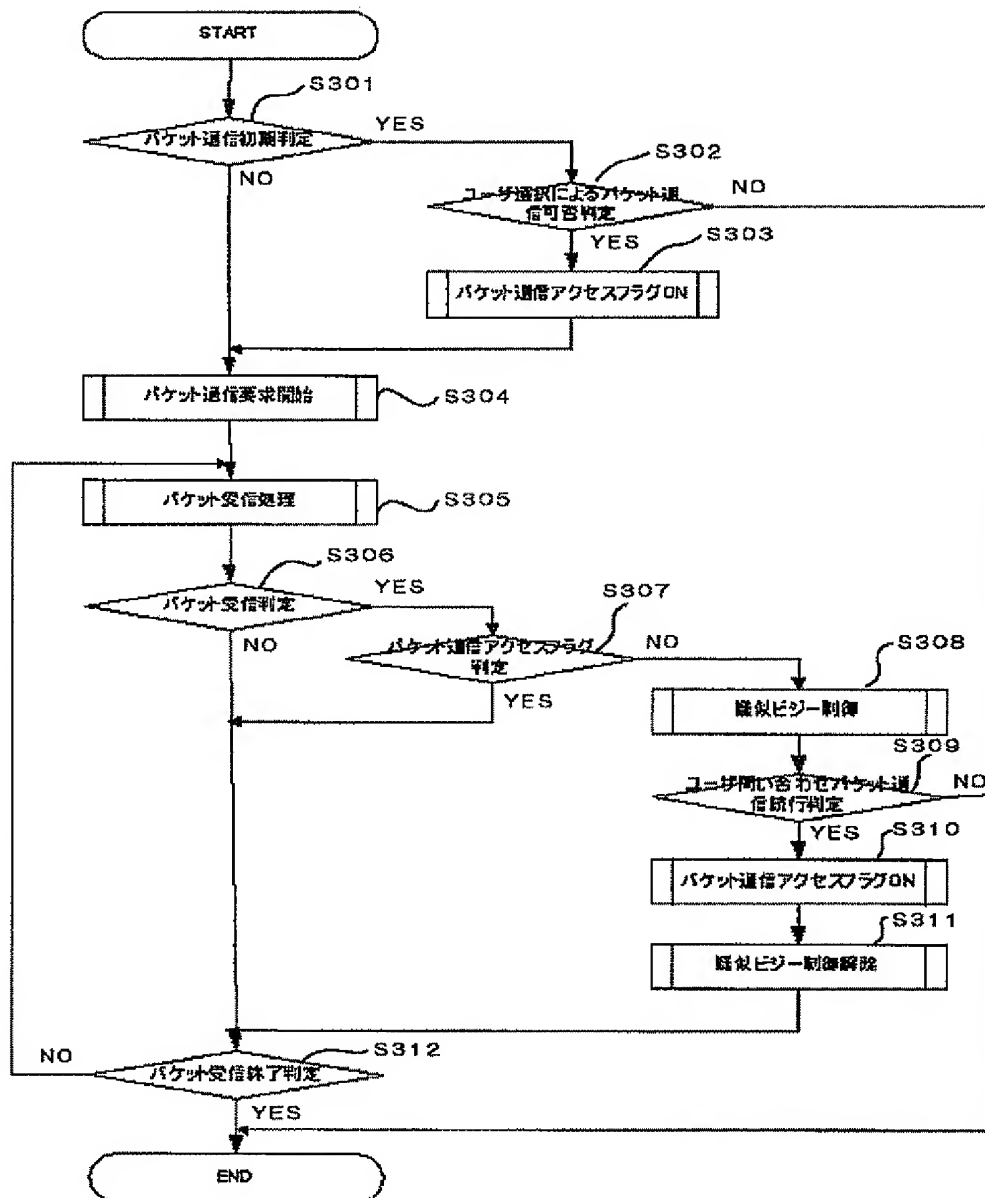 START
S301
パケット通信初期判定
YES
NO
S302
ユーザ選択によるパケット通
信可否判定
NO
YES
S303
パケット通信アクセスフラグON
パケット通信要求開始
S304
パケット受信処理
S305
S306
パケット受信判定
YES
NO
S307
パケット通信アクセスフラグ
判定
NO
YES
S308
疑似ビジー制御
S309
ユーザ問い合わせパケット通
信続行判定
NO
YES
S310
パケット通信アクセスフラグON
S311
疑似ビジー制御解除
S312
パケット受信終了判定
NO
YES
END